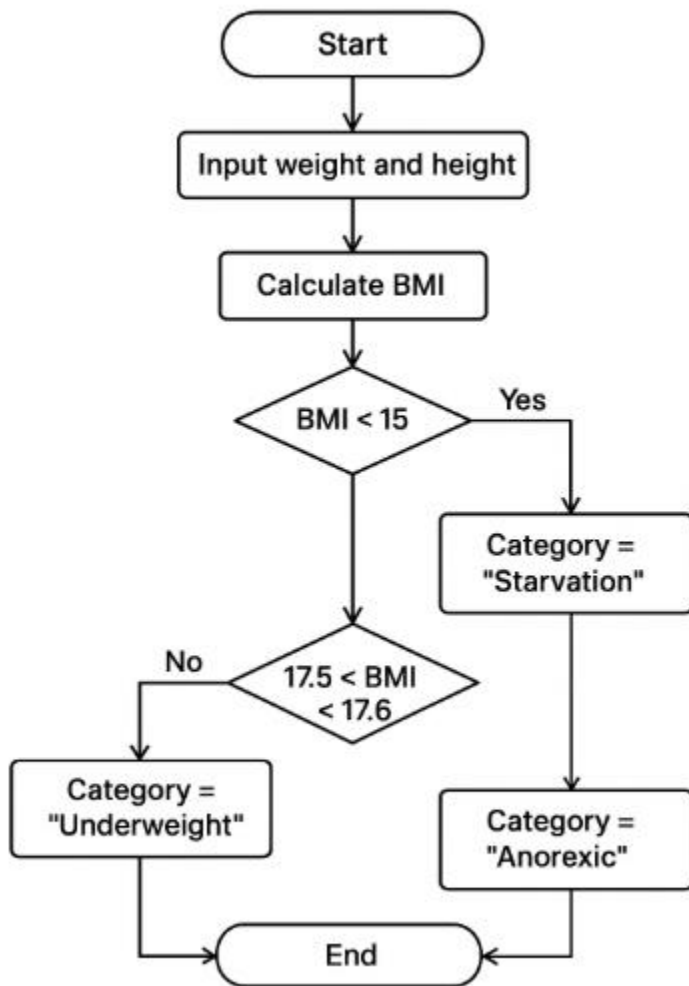 Start
Input weight and height
Calculate BMI
BMI < 15
Yes
Category =
"Starvation"
No
17.5 < BMI
< 17.6
Category =
"Underweight"
Category =
"Anorexic"
End